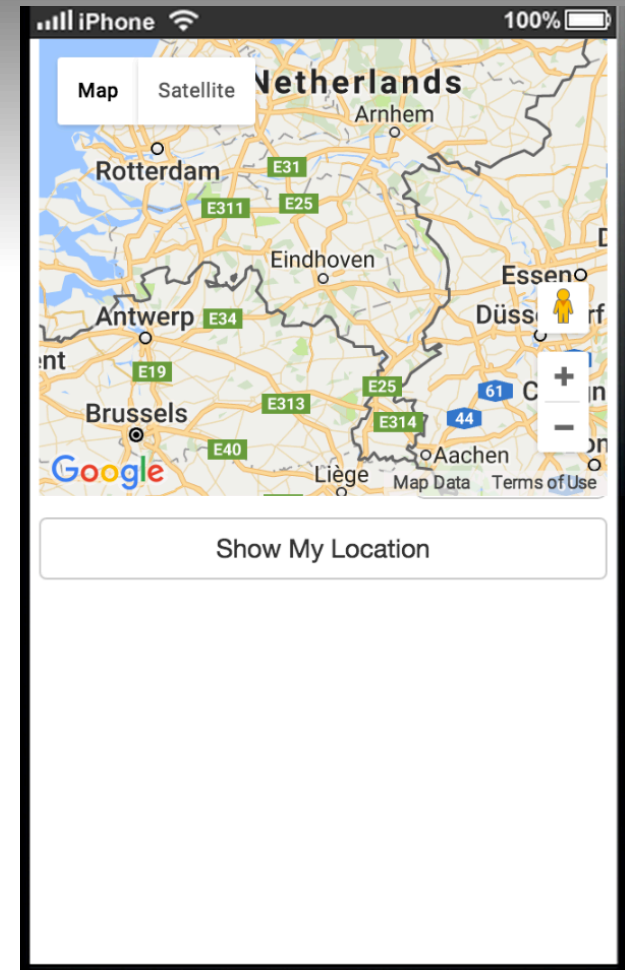 iPhone 100%
Map Satellite
Netherlands
Arnhem
Rotterdam
E31
E311 E25
Eindhoven
Essen
Antwerp E34
ent
E19
E25
61
E313
Brussels
E314 44
E40
Aachen
Google
Liège
Map Data Terms of Use
Show My Location